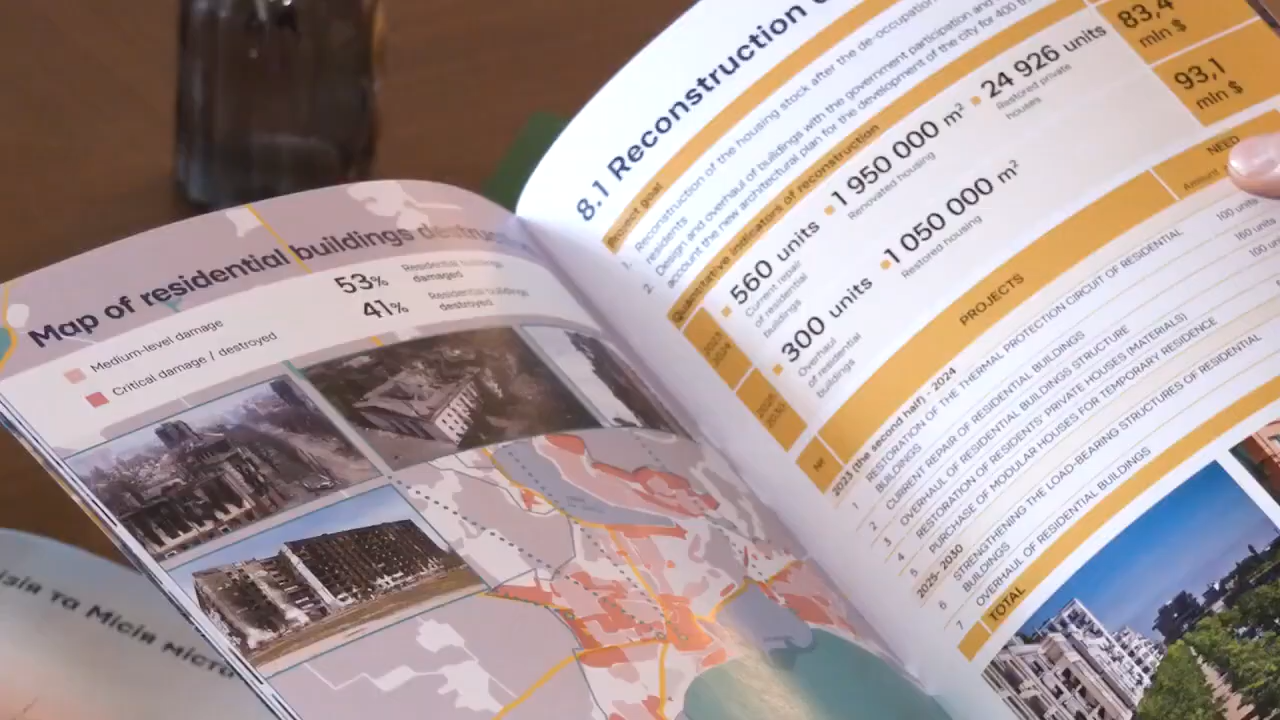 Map of residential buildings destruc
53% Residential buildings damaged
41% Residential buildings destroyed
Medium-level damage
Critical damage / destroyed
та Місія місто
8.1 Reconstruction
Project goal
1. Reconstruction of the housing stock after the de-occupation
residents
2. Design and overhaul of buildings with the government participation and
account the new architectural plan for the development of the city for 400
Quantitative indicators of reconstruction
560 units
Current repair of residential buildings
1 950 000 m²
Renovated housing
24 926 units
Restored private houses
83,4 mln $
300 units
Overhaul of residential buildings
1 050 000 m²
Restored housing
93,1 mln $
№
PROJECTS
NEED
Amount
2023 (the second half) - 2024
1 RESTORATION OF THE THERMAL PROTECTION CIRCUIT OF RESIDENTIAL
BUILDINGS
100 units
2 CURRENT REPAIR OF RESIDENTIAL BUILDINGS
160 units
3 OVERHAUL OF RESIDENTIAL BUILDINGS STRUCTURE
100
4 RESTORATION OF RESIDENTS' PRIVATE HOUSES (MATERIALS)
5 PURCHASE OF MODULAR HOUSES FOR TEMPORARY RESIDENCE
2025- 2030
6 STRENGTHENING THE LOAD-BEARING STRUCTURES OF RESIDENTIAL
BUILDINGS
7 OVERHAUL OF RESIDENTIAL BUILDINGS
TOTAL